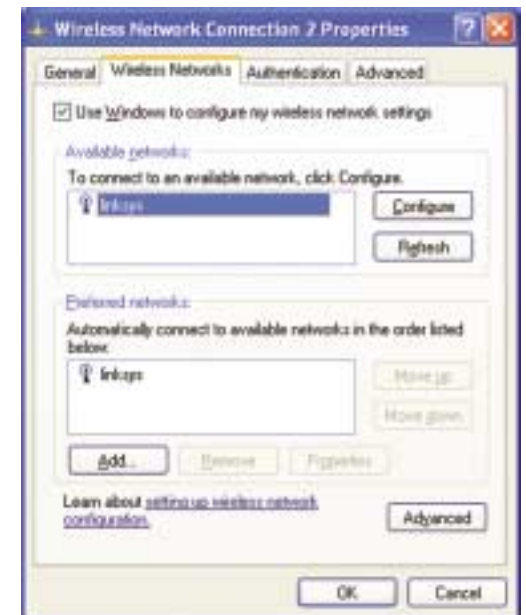 Wireless Network Connection 2 Properties
General Wireless Networks Authentication Advanced
Use Windows to configure my wireless network settings
Available networks:
To connect to an available network, click Configure.
linksys
Configure
Refresh
Preferred networks:
Automatically connect to available networks in the order listed
below:
linksys
Move up
Move down
Add...
Remove
Properties
Learn about setting up wireless network
configuration.
Advanced
OK
Cancel